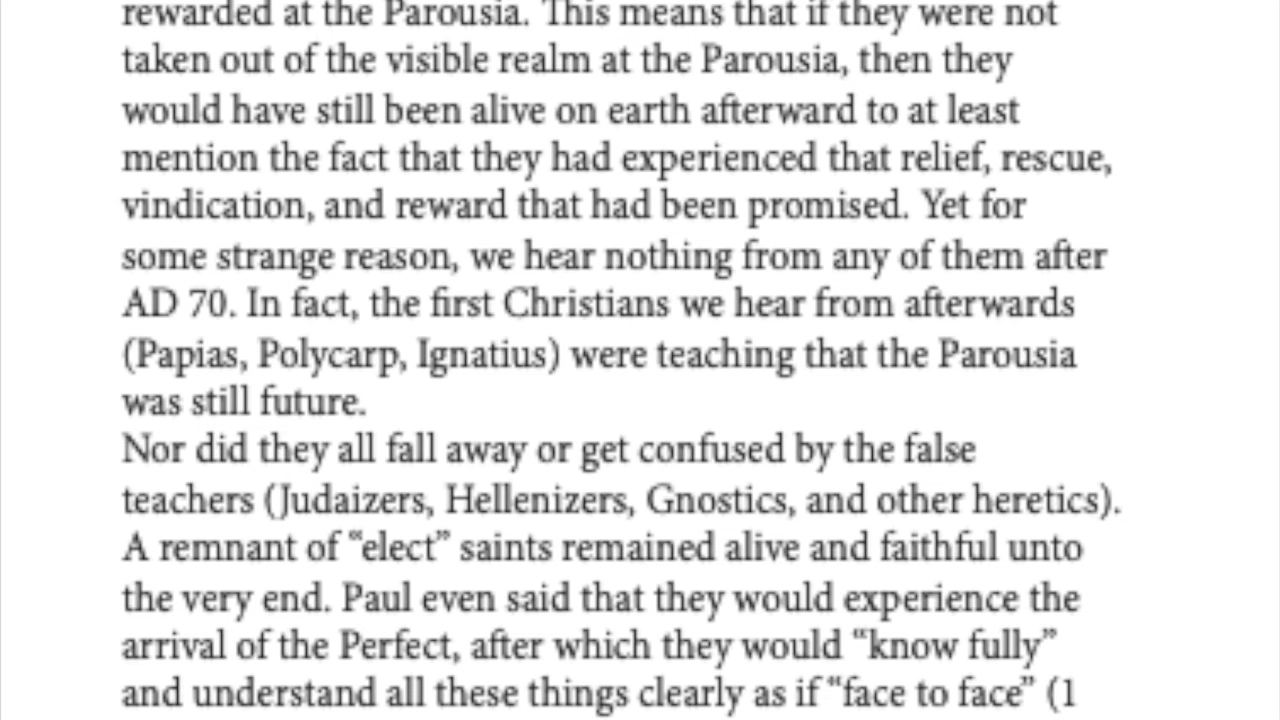 rewarded at the Parousia. This means that if they were not
taken out of the visible realm at the Parousia, then they
would have still been alive on earth afterward to at least
mention the fact that they had experienced that relief, rescue,
vindication, and reward that had been promised. Yet for
some strange reason, we hear nothing from any of them after
AD 70. In fact, the first Christians we hear from afterwards
(Papias, Polycarp, Ignatius) were teaching that the Parousia
was still future.
Nor did they all fall away or get confused by the false
teachers (Judaizers, Hellenizers, Gnostics, and other heretics).
A remnant of “elect” saints remained alive and faithful unto
the very end. Paul even said that they would experience the
arrival of the Perfect, after which they would “know fully”
and understand all these things clearly as if “face to face” (1